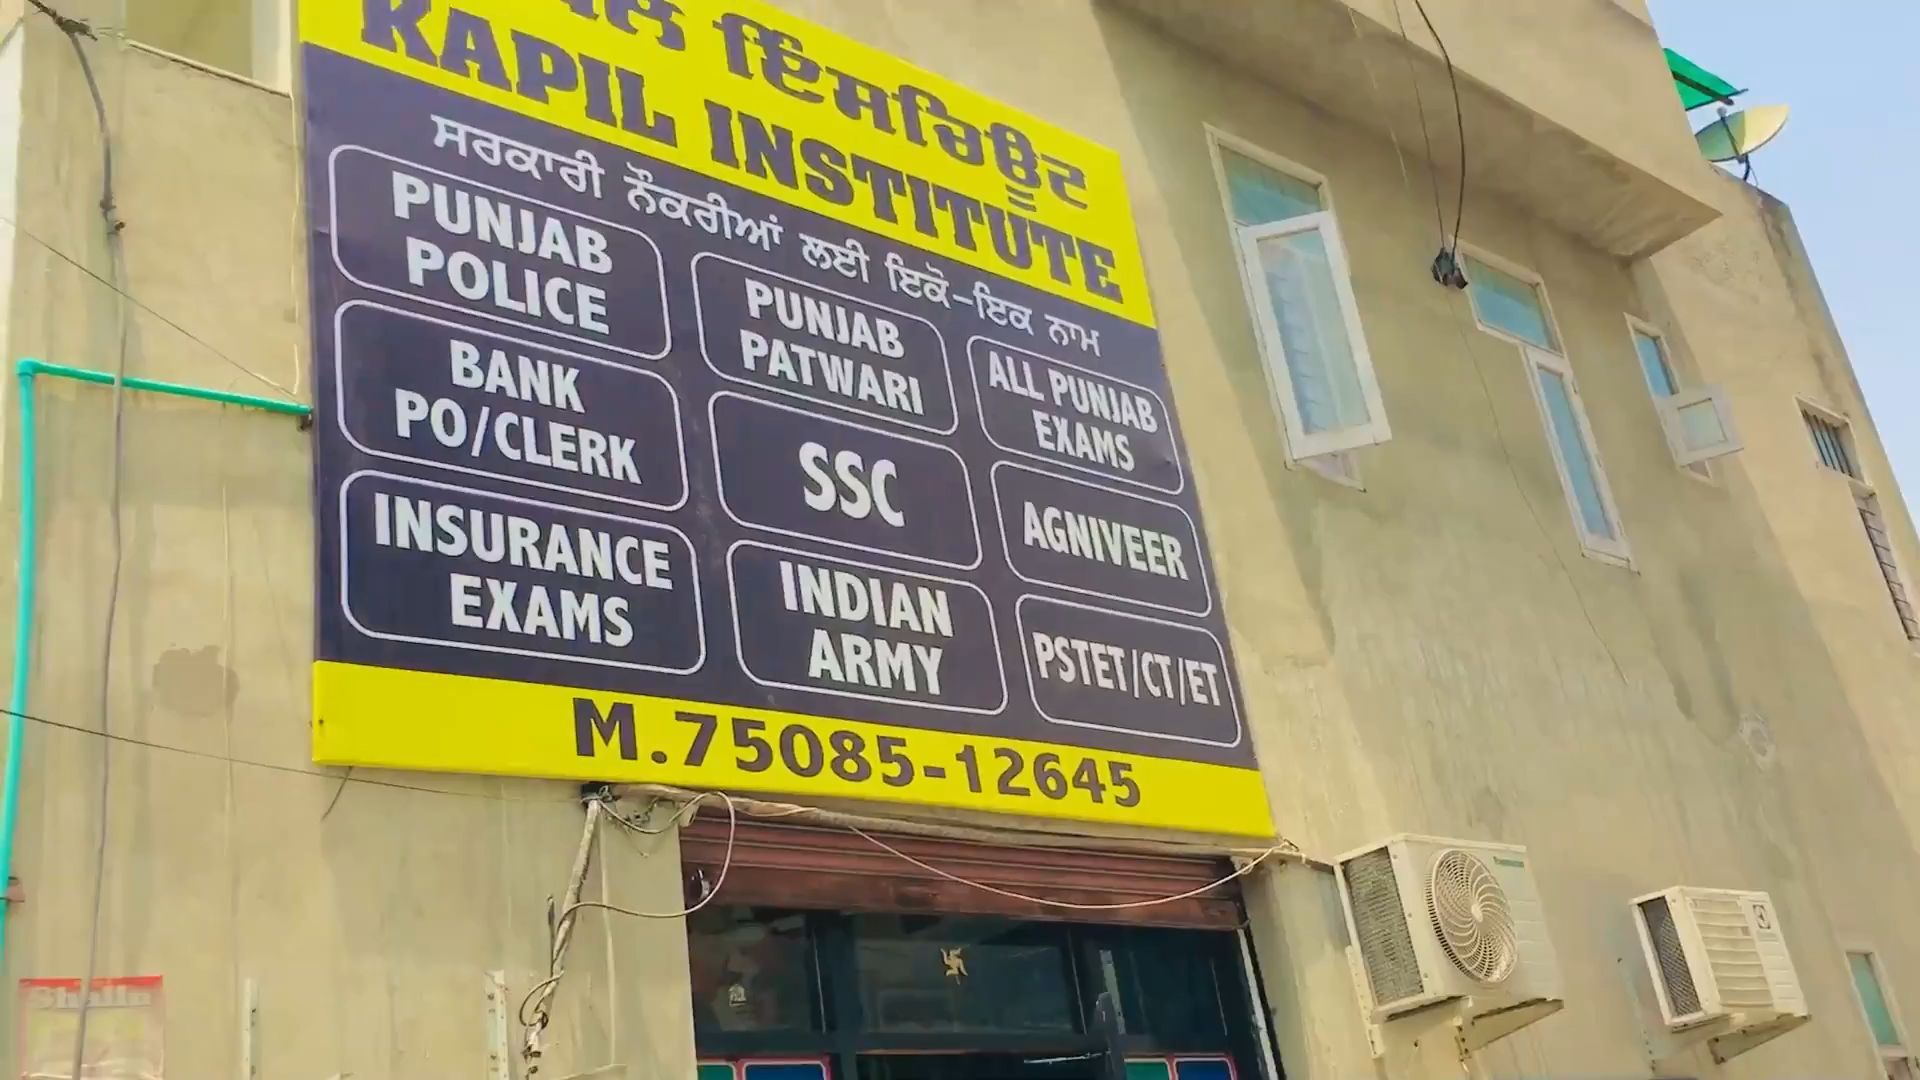 ਇੰਸਟਿਚਿਊਟ
KAPIL INSTITUTE
ਸਰਕਾਰੀ ਨੌਕਰੀਆਂ ਲਈ ਇਕੋ-ਇਕ ਨਾਮ
PUNJAB
POLICE
PUNJAB
PATWARI
ALL PUNJAB
EXAMS
BANK
PO/CLERK
SSC
AGNIVEER
INSURANCE
EXAMS
INDIAN
ARMY
PSTET/CT/ET
M.75085-12645